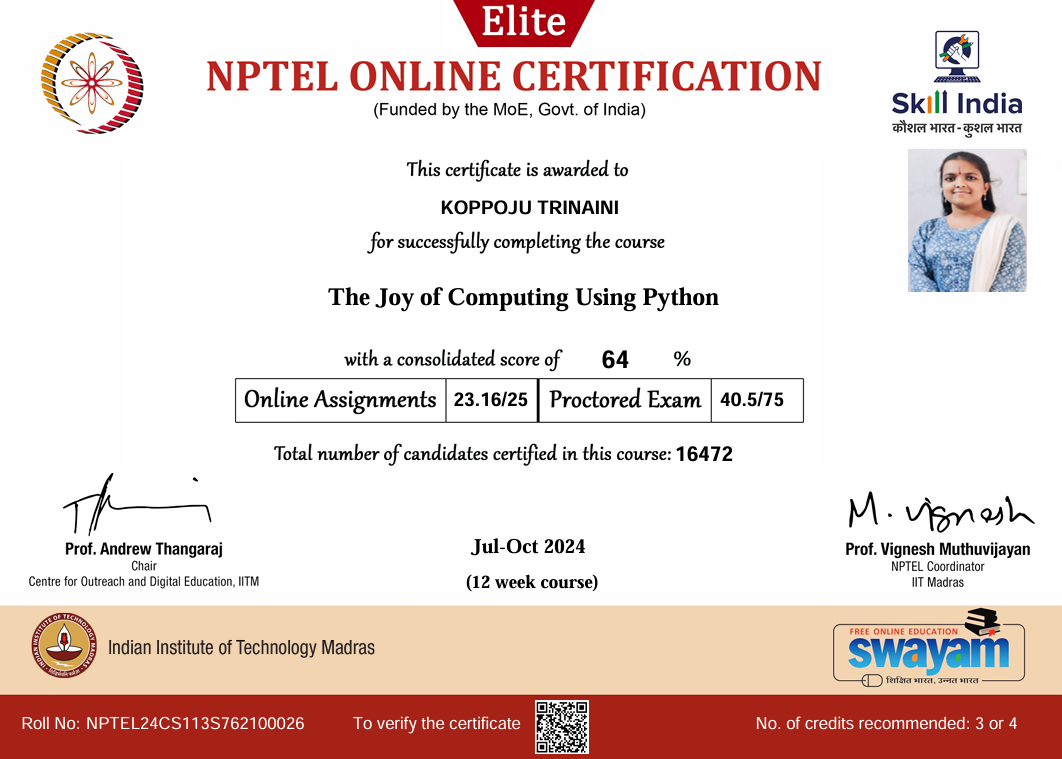 Elite
NPTEL ONLINE CERTIFICATION
(Funded by the MoE, Govt. of India)
Skill India
कौशल भारत - कुशल भारत
This certificate is awarded to
KOPPOJU TRINAINI
for successfully completing the course
The Joy of Computing Using Python
with a consolidated score of 64 %
Online Assignments 23.16/25 Proctored Exam 40.5/75
Total number of candidates certified in this course: 16472
M. Vignesh
Prof. Andrew Thangaraj
Chair
Centre for Outreach and Digital Education, IITM
Jul-Oct 2024
(12 week course)
Prof. Vignesh Muthuvijayan
NPTEL Coordinator
IIT Madras
INDIAN INSTITUTE OF TECHNOLOGY MADRAS
Indian Institute of Technology Madras
FREE ONLINE EDUCATION
swayam
शिक्षित भारत, उन्नत भारत
Roll No: NPTEL24CS113S762100026
To verify the certificate
No. of credits recommended: 3 or 4